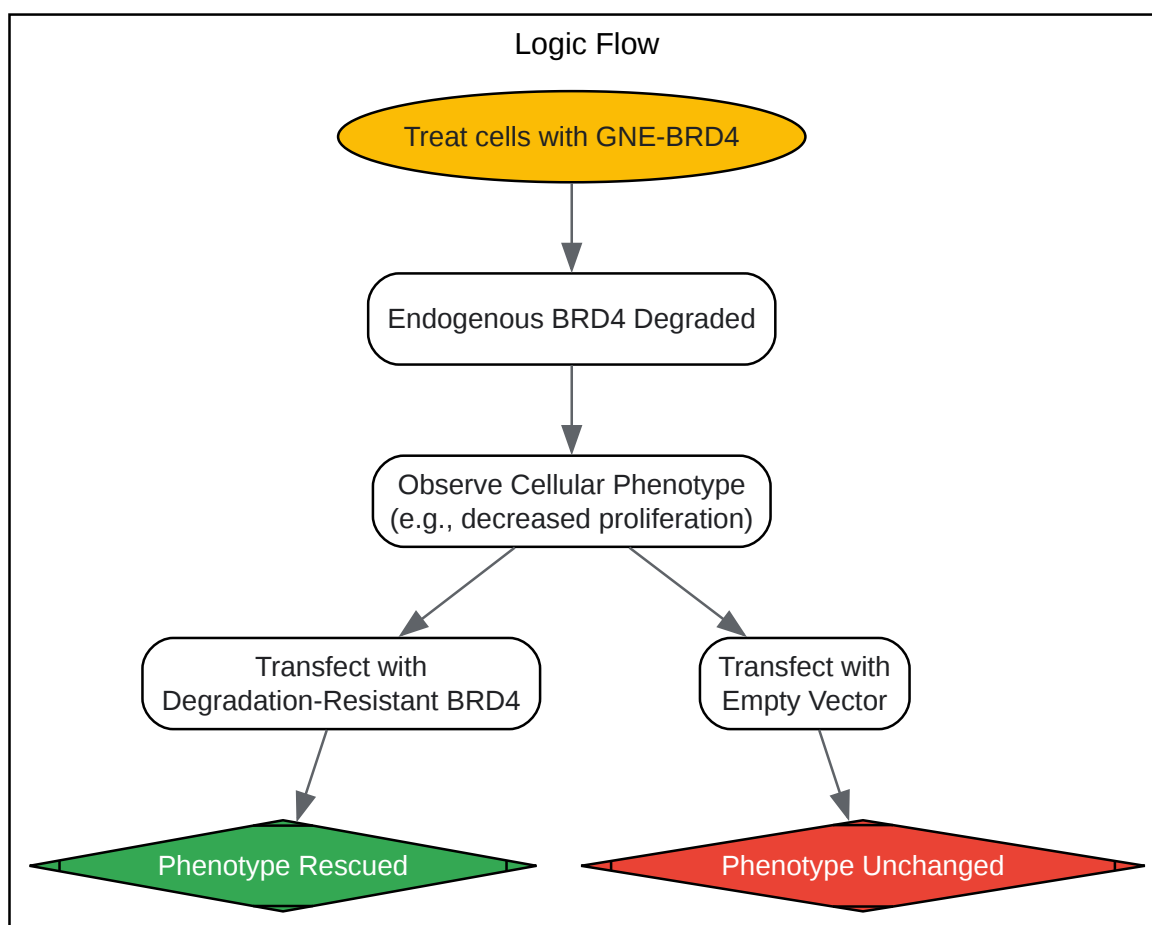 Logic Flow
Treat cells with GNE-BRD4
Endogenous BRD4 Degraded
Observe Cellular Phenotype
(e.g., decreased proliferation)
Transfect with
Degradation-Resistant BRD4
Transfect with
Empty Vector
Phenotype Rescued
Phenotype Unchanged